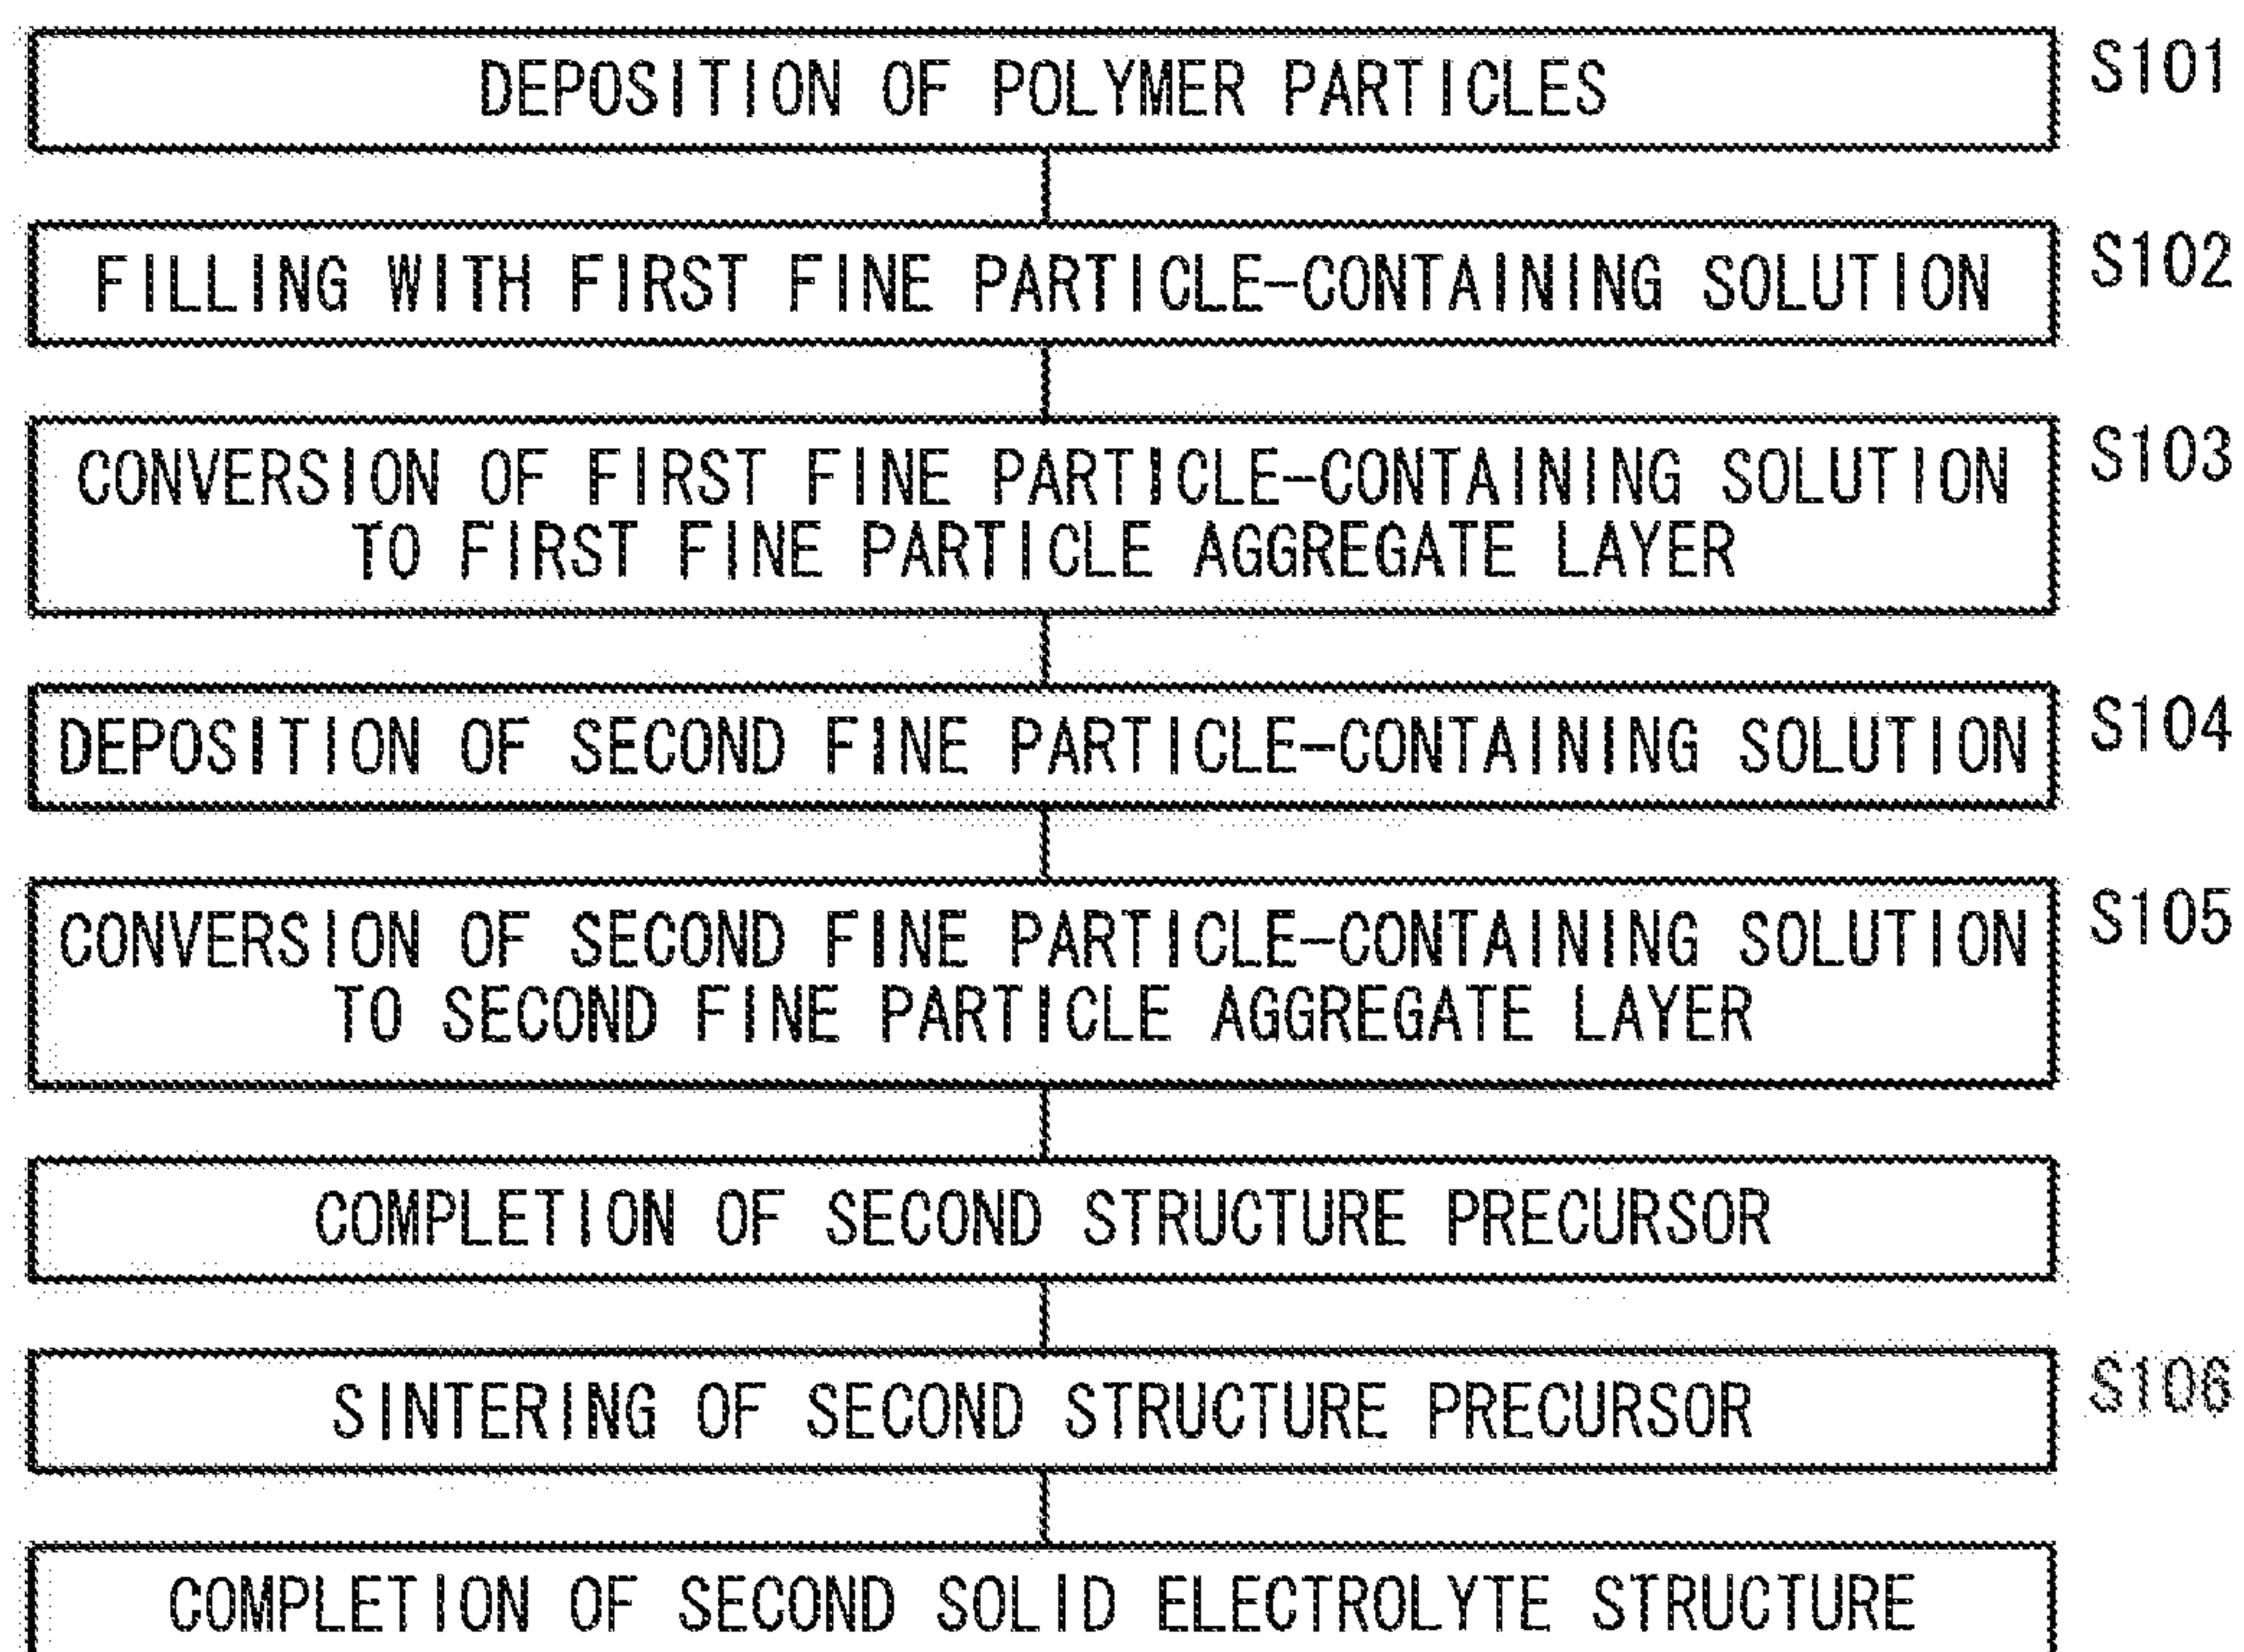 DEPOSITION OF POLYMER PARTICLES S101
FILLING WITH FIRST FINE PARTICLE-CONTAINING SOLUTION S102
CONVERSION OF FIRST FINE PARTICLE-CONTAINING SOLUTION S103
TO FIRST FINE PARTICLE AGGREGATE LAYER
DEPOSITION OF SECOND FINE PARTICLE-CONTAINING SOLUTION S104
CONVERSION OF SECOND FINE PARTICLE-CONTAINING SOLUTION S105
TO SECOND FINE PARTICLE AGGREGATE LAYER
COMPLETION OF SECOND STRUCTURE PRECURSOR
SINTERING OF SECOND STRUCTURE PRECURSOR S106
COMPLETION OF SECOND SOLID ELECTROLYTE STRUCTURE